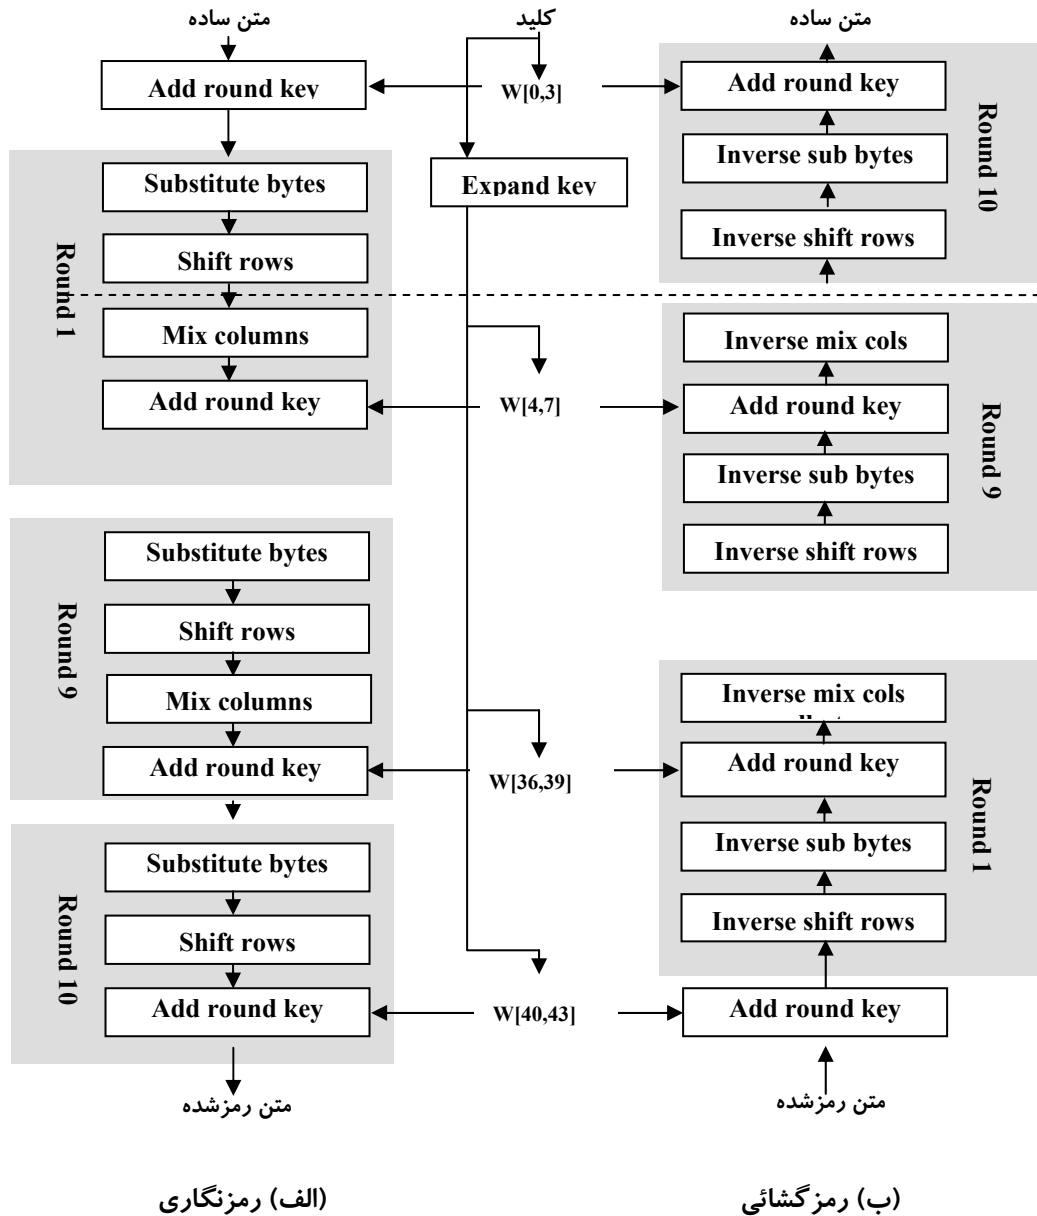 متن ساده
Add round key
Round 1
Substitute bytes
Shift rows
Mix columns
Add round key
Round 9
Substitute bytes
Shift rows
Mix columns
Add round key
Round 10
Substitute bytes
Shift rows
Add round key
متن رمزشده
(الف) رمزنگاری
کلید
W[0,3]
Expand key
W[4,7]
W[36,39]
W[40,43]
متن ساده
Add round key
Inverse sub bytes
Inverse shift rows
Round 10
Inverse mix cols
Add round key
Inverse sub bytes
Inverse shift rows
Round 9
Inverse mix cols
Add round key
Inverse sub bytes
Inverse shift rows
Round 1
Add round key
متن رمزشده
(ب) رمزگشائی